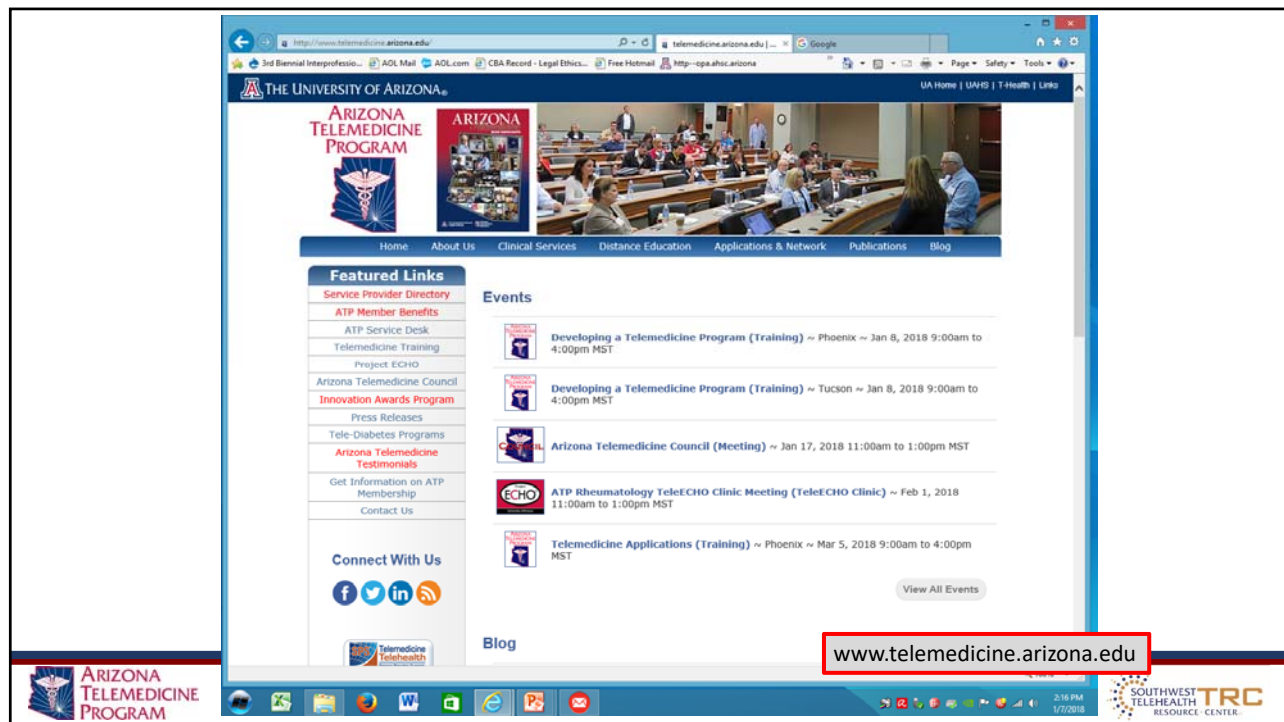 http://www.telemedicine.arizona.edu/
telemedicine.arizona.edu | ...
Google
3rd Biennial Interprofessio...
AOL Mail
AOL.com
CBA Record - Legal Ethics...
Free Hotmail
http--opa.ahsc.arizona
Page
Safety
Tools
THE UNIVERSITY OF ARIZONA®
UA Home | UAHS | T-Health | Links
ARIZONA
TELEMEDICINE
PROGRAM
ARIZONA
Home About Us Clinical Services Distance Education Applications & Network Publications Blog
Featured Links
Service Provider Directory
ATP Member Benefits
ATP Service Desk
Telemedicine Training
Project ECHO
Arizona Telemedicine Council
Innovation Awards Program
Press Releases
Tele-Diabetes Programs
Arizona Telemedicine
Testimonials
Get Information on ATP
Membership
Contact Us
Connect With Us
Telemedicine
Telehealth
Events
Developing a Telemedicine Program (Training) ~ Phoenix ~ Jan 8, 2018 9:00am to
4:00pm MST
Developing a Telemedicine Program (Training) ~ Tucson ~ Jan 8, 2018 9:00am to
4:00pm MST
COUNCIL
Arizona Telemedicine Council (Meeting) ~ Jan 17, 2018 11:00am to 1:00pm MST
ECHO
ATP Rheumatology TeleECHO Clinic Meeting (TeleECHO Clinic) ~ Feb 1, 2018
11:00am to 1:00pm MST
Telemedicine Applications (Training) ~ Phoenix ~ Mar 5, 2018 9:00am to 4:00pm
MST
View All Events
Blog
www.telemedicine.arizona.edu
2:16 PM
1/7/2018
ARIZONA
TELEMEDICINE
PROGRAM
SOUTHWEST
TELEHEALTH
TRC
RESOURCE CENTER